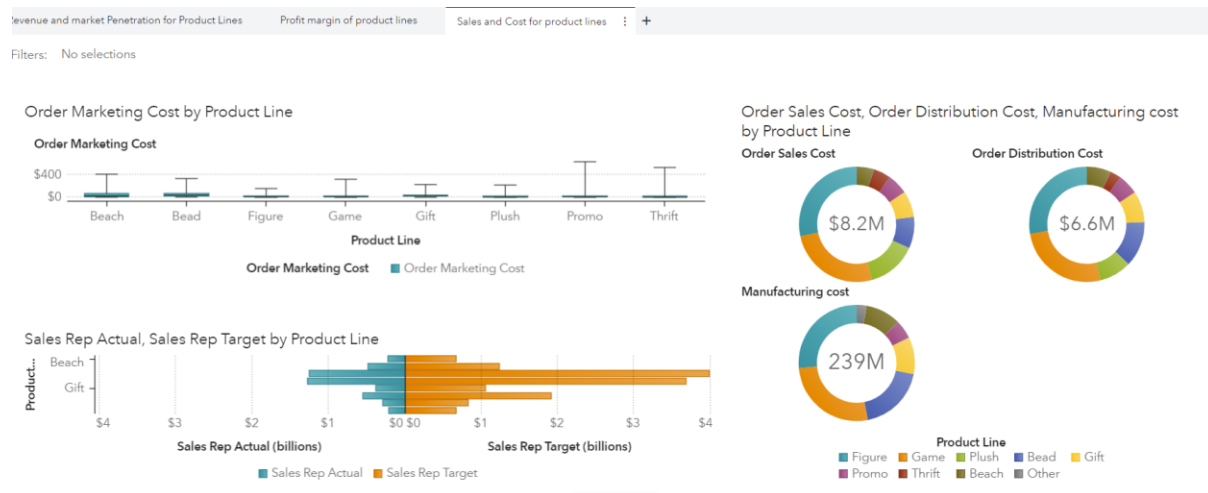 evenue and market Penetration for Product Lines
Profit margin of product lines
Sales and Cost for product lines
Filters: No selections
Order Marketing Cost by Product Line
Order Marketing Cost
$400
$0
Beach Bead Figure Game Gift Plush Promo Thrift
Product Line
Order Marketing Cost Order Marketing Cost
Sales Rep Actual, Sales Rep Target by Product Line
Product...
Beach
Gift
$4 $3 $2 $1 $0 $0 $1 $2 $3 $4
Sales Rep Actual (billions) Sales Rep Target (billions)
Sales Rep Actual Sales Rep Target
Order Sales Cost, Order Distribution Cost, Manufacturing cost
by Product Line
Order Sales Cost Order Distribution Cost
$8.2M $6.6M
Manufacturing cost
239M
Product Line
Figure Game Plush Bead Gift
Promo Thrift Beach Other